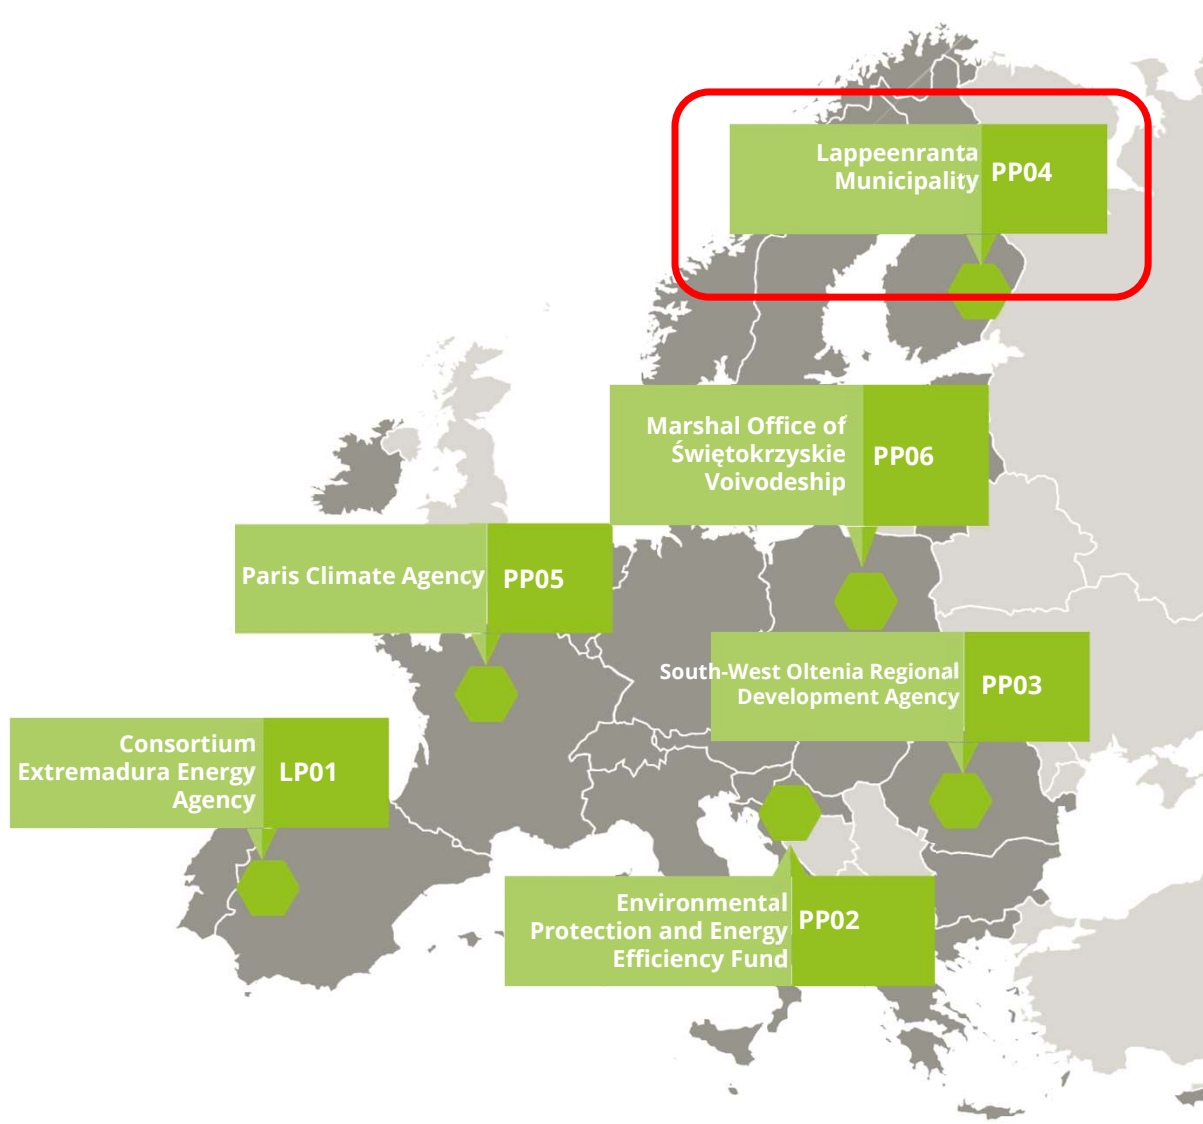 Lappeenranta
Municipality
PP04
Marshal Office of
Świętokrzyskie
Voivodeship
PP06
Paris Climate Agency
PP05
South-West Oltenia Regional
Development Agency
PP03
Consortium
Extremadura Energy
Agency
LP01
Environmental
Protection and Energy
Efficiency Fund
PP02